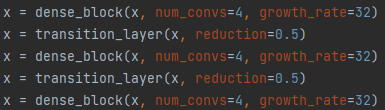 x = dense_block(x, num_convs=4, growth_rate=32)
x = transition_layer(x, reduction=0.5)
x = dense_block(x, num_convs=4, growth_rate=32)
x = transition_layer(x, reduction=0.5)
x = dense_block(x, num_convs=4, growth_rate=32)